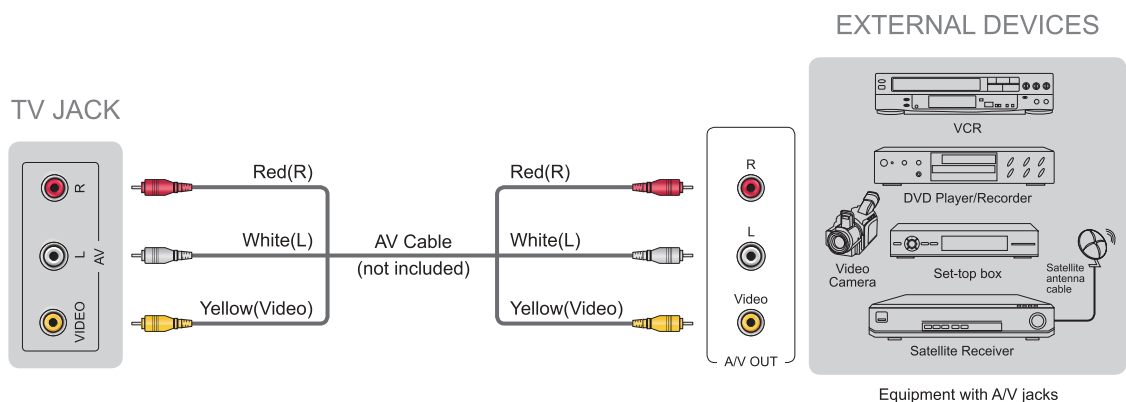 EXTERNAL DEVICES
TV JACK
R
L
AV
VIDEO
Red(R)
White(L)
Yellow(Video)
AV Cable
(not included)
Red(R)
White(L)
Yellow(Video)
R
L
Video
A/V OUT
VCR
DVD Player/Recorder
Video
Camera
Set-top box
Satellite
antenna
cable
Satellite Receiver
Equipment with A/V jacks